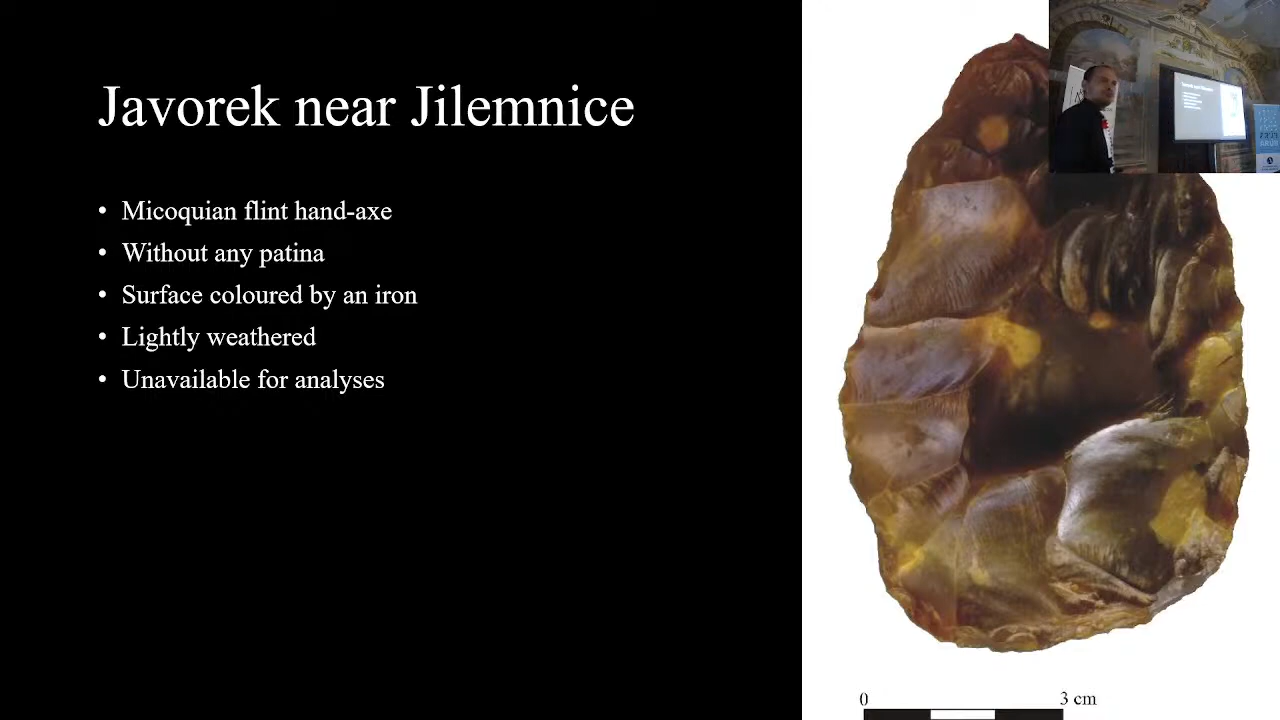 Javorek near Jilemnice
• Micoquian flint hand-axe
• Without any patina
• Surface coloured by an iron
• Lightly weathered
• Unavailable for analyses
0 3 cm